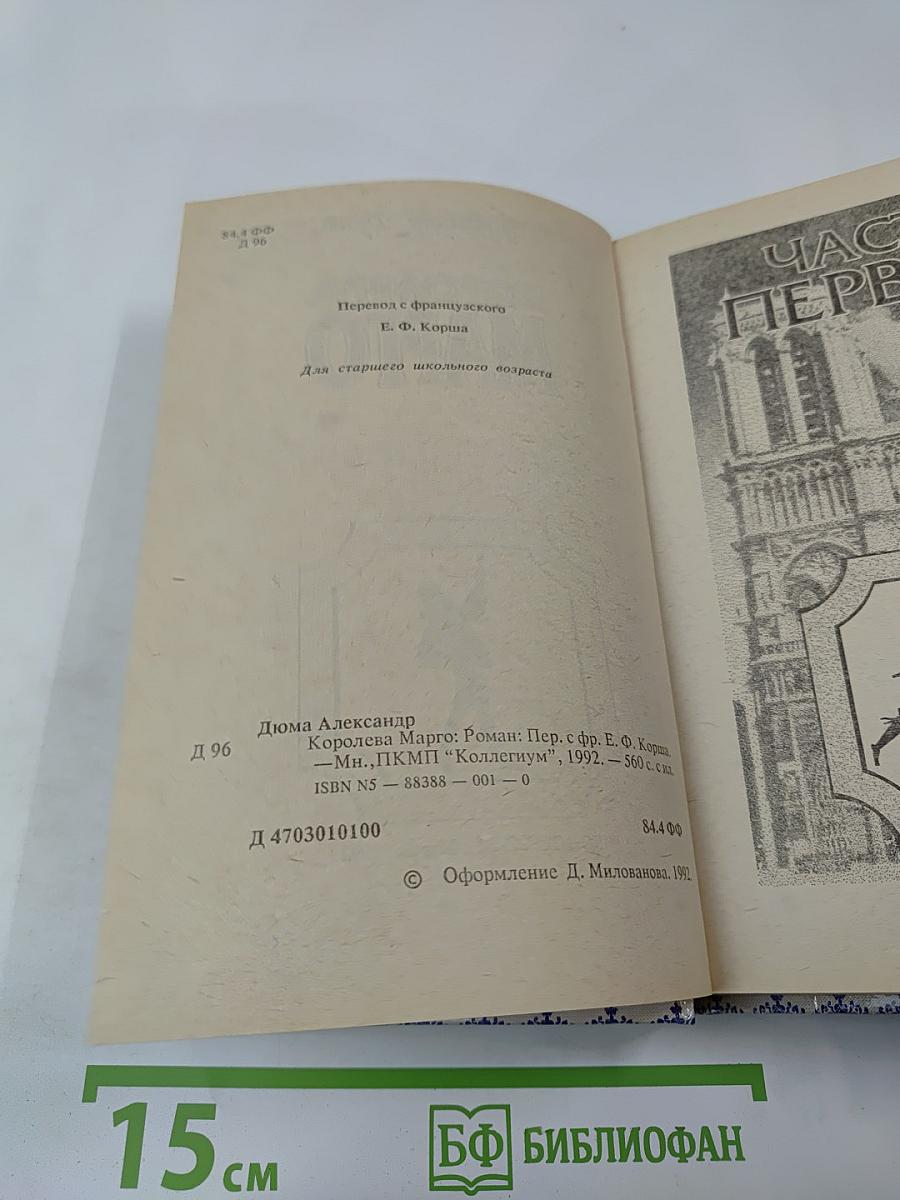 84.4 ФФ
Д 96
Перевод с французского
Е. Ф. Корша
Для старшего школьного возраста
Дюма Александр
Д 96 Королева Марго: Роман: Пер. с фр. Е. Ф. Корша.
—Мн.,ПКМП “Коллегиум”, 1992. — 560 с. с ил.
ISBN N5 — 88388 — 001 — 0
Д 4703010100 84.4 ФФ
© Оформление Д. Милованова. 1992
ЧАС
ПЕРВ
15 см
БФ БИБЛИОФАН